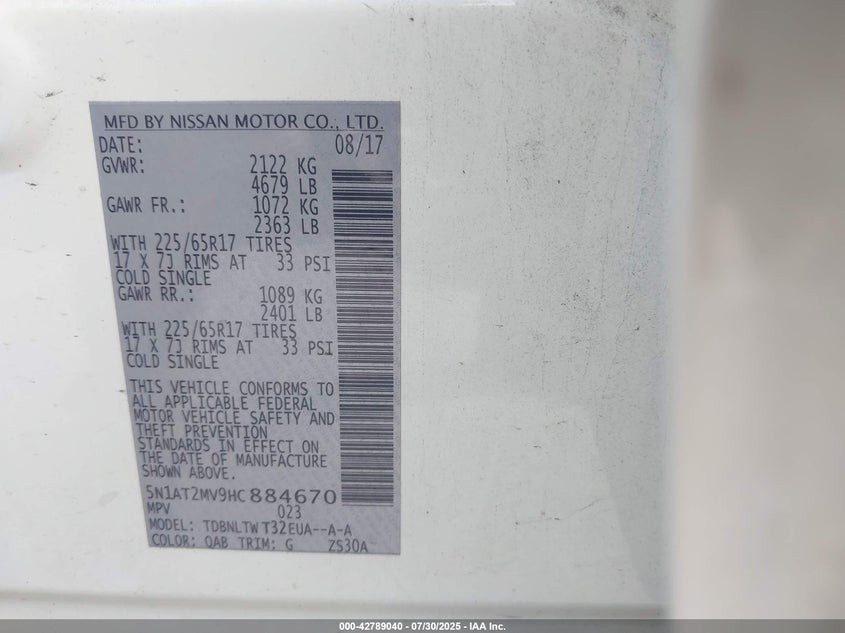 MFD BY NISSAN MOTOR CO., LTD.
DATE: 08/17
GVWR: 2122 KG
4679 LB
GAWR FR.: 1072 KG
2363 LB
WITH 225/65R17 TIRES
17 X 7J RIMS AT 33 PSI
COLD SINGLE
GAWR RR.: 1089 KG
2401 LB
WITH 225/65R17 TIRES
17 X 7J RIMS AT 33 PSI
COLD SINGLE
THIS VEHICLE CONFORMS TO
ALL APPLICABLE FEDERAL
MOTOR VEHICLE SAFETY AND
THEFT PREVENTION
STANDARDS IN EFFECT ON
THE DATE OF MANUFACTURE
SHOWN ABOVE.
5N1AT2MV9HC884670
MPV 023
MODEL: TDBNLTWT32EUA--A-A
COLOR: QAB TRIM: G ZS30A
000-42789040 - 07/30/2025 - IAA Inc.